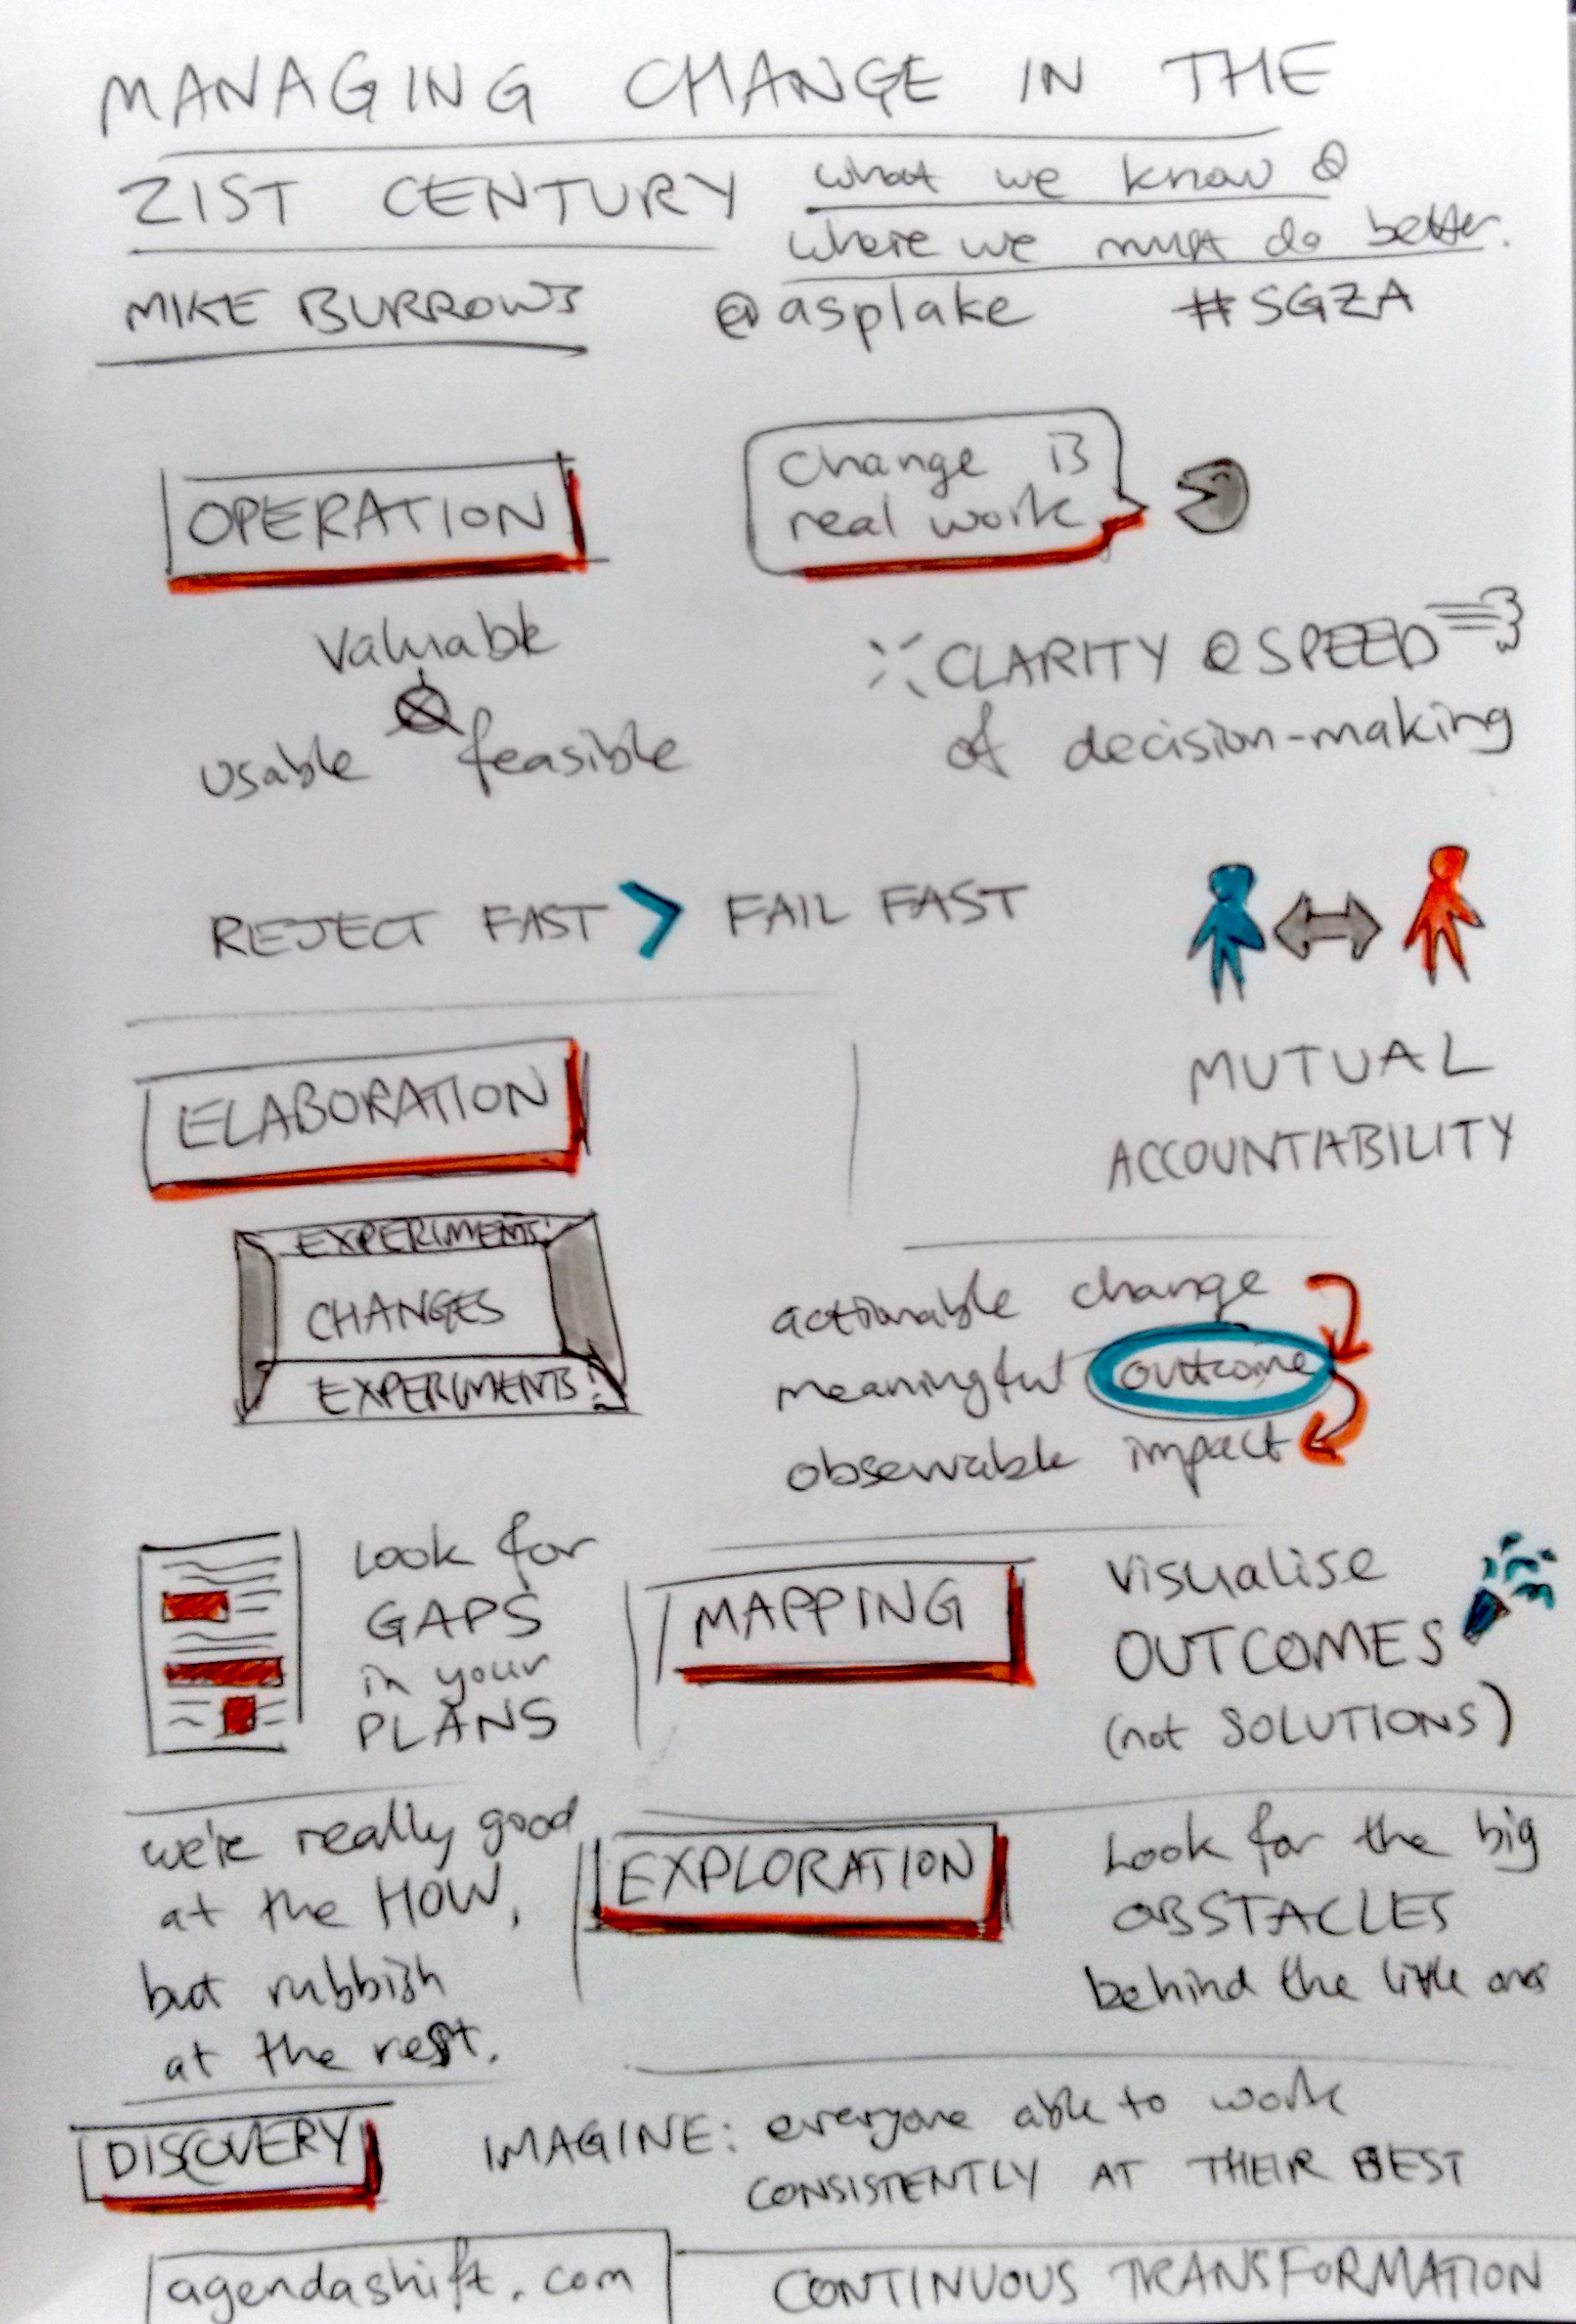 MANAGING CHANGE IN THE
21ST CENTURY
what we know &
where we must do better.
MIKE BURROWS @asplake #SGZA
OPERATION
Change is
real work
valuable
usable feasible
CLARITY & SPEED
of decision-making
REJECT FAST > FAIL FAST
MUTUAL
ACCOUNTABILITY
ELABORATION
EXPERIMENTS!
CHANGES
EXPERIMENTS?
actionable change
meaningful outcome
observable impact
Look for
GAPS
in your
PLANS
MAPPING
visualise
OUTCOMES
(not SOLUTIONS)
we're really good
at the HOW,
but rubbish
at the rest.
EXPLORATION
Look for the big
OBSTACLES
behind the little ones
DISCOVERY
IMAGINE: everyone able to work
CONSISTENTLY AT THEIR BEST
agendashift.com
CONTINUOUS TRANSFORMATION